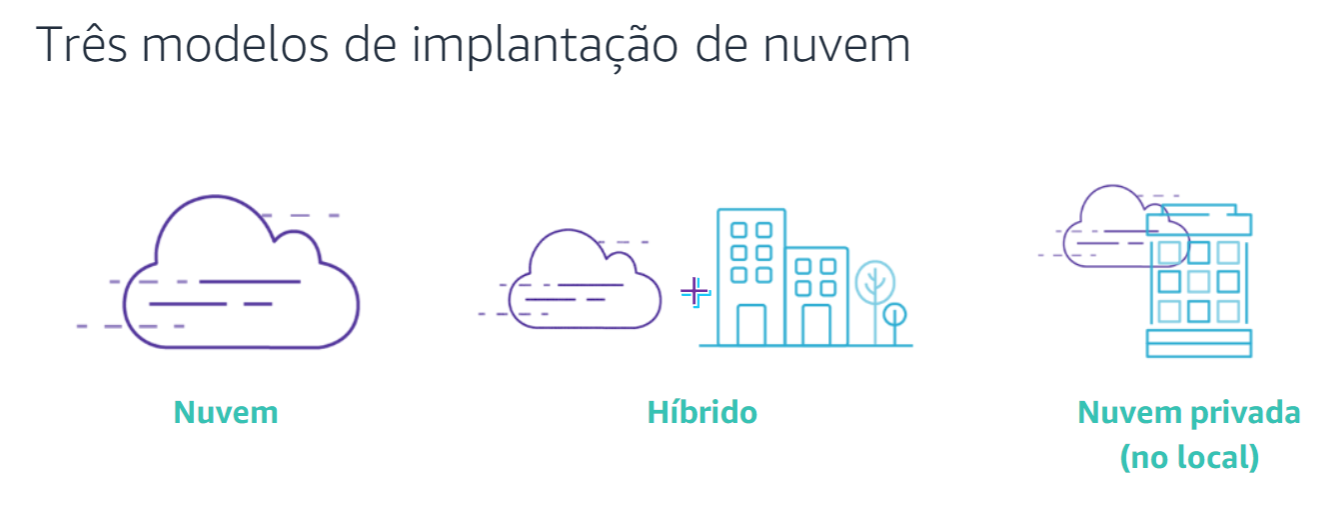 Três modelos de implantação de nuvem
Nuvem
Híbrido
Nuvem privada
(no local)